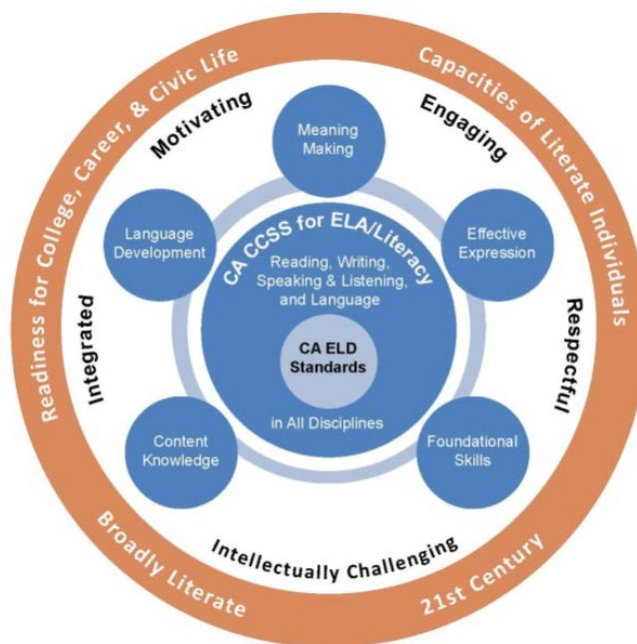 Readiness for College, Career, & Civic Life
Capacities of Literate Individuals
Motivating
Engaging
Meaning
Making
Language
Development
Effective
Expression
CA CCSS for ELA/Literacy
Reading, Writing,
Speaking & Listening,
and Language
CA ELD
Standards
in All Disciplines
Integrated
Respectful
Content
Knowledge
Foundational
Skills
Intellectually Challenging
Broadly Literate
21st Century